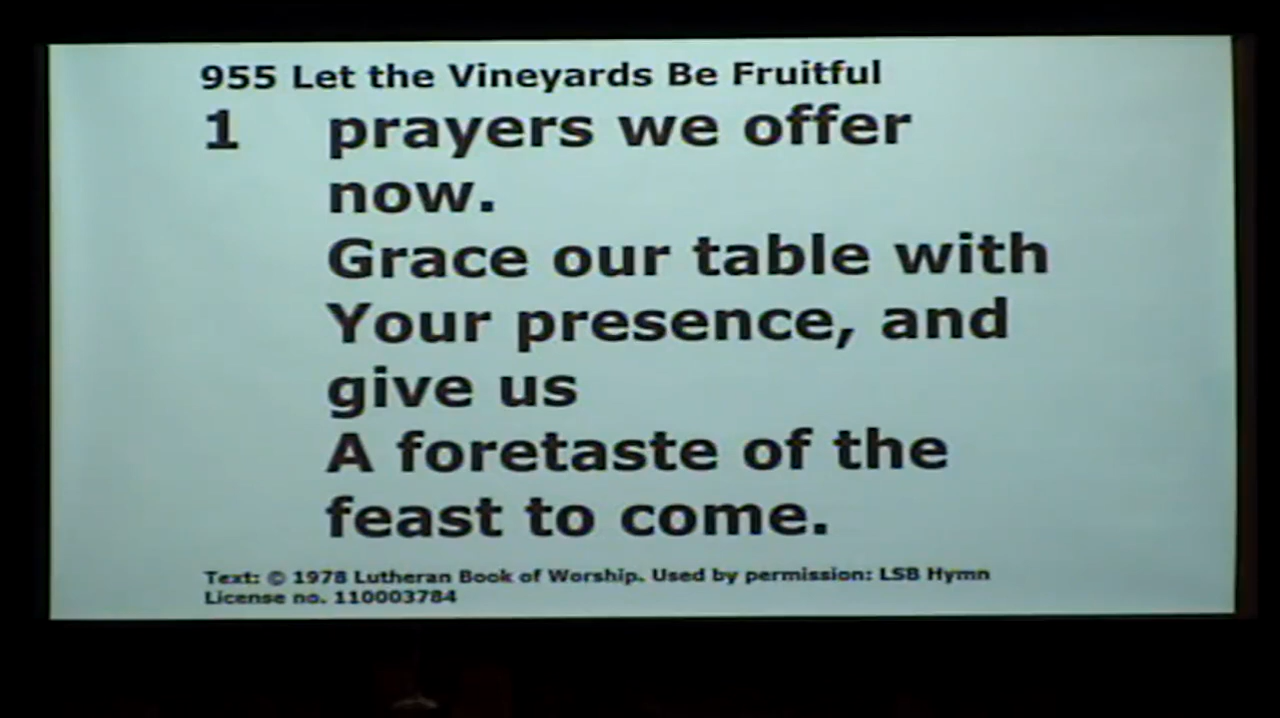 955 Let the Vineyards Be Fruitful
1 prayers we offer
now.
Grace our table with
Your presence, and
give us
A foretaste of the
feast to come.
Text: © 1978 Lutheran Book of Worship. Used by permission: LSB Hymn
License no. 110003784